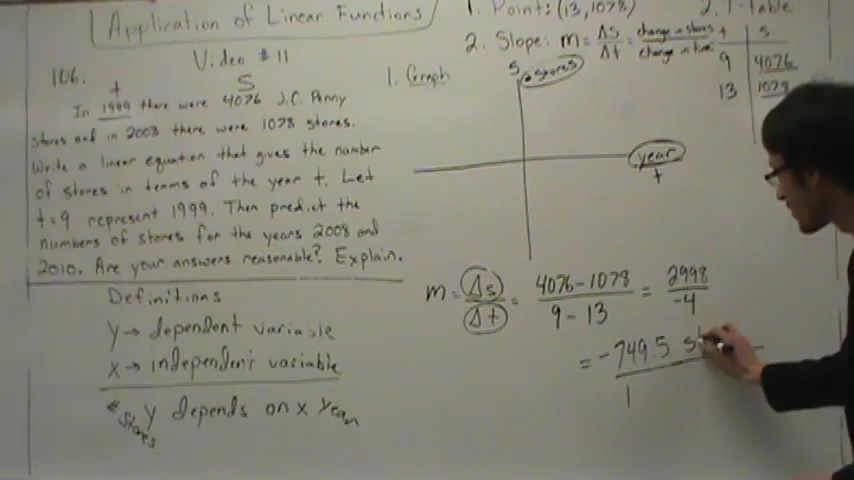 Application of Linear Functions
Video #11
106.
t S
In 1999 there were 4076 J.C. Penny
stores and in 2003 there were 1078 stores.
Write a linear equation that gives the number
of stores in terms of the year t. Let
t=9 represent 1999. Then predict the
numbers of stores for the years 2008 and
2010. Are your answers reasonable? Explain.
Definitions
y → dependent variable
x → independent variable
# stores y depends on x year
1. Point: (13,1078)
2. Slope: m = Δs/Δt = change in stores/change in time
2. T-table
t s
9 4076
13 1078
1. Graph
s # stores
year
t
m = Δs/Δt = 4076-1078/9-13 = 2998/-4
= -749.5 st
1